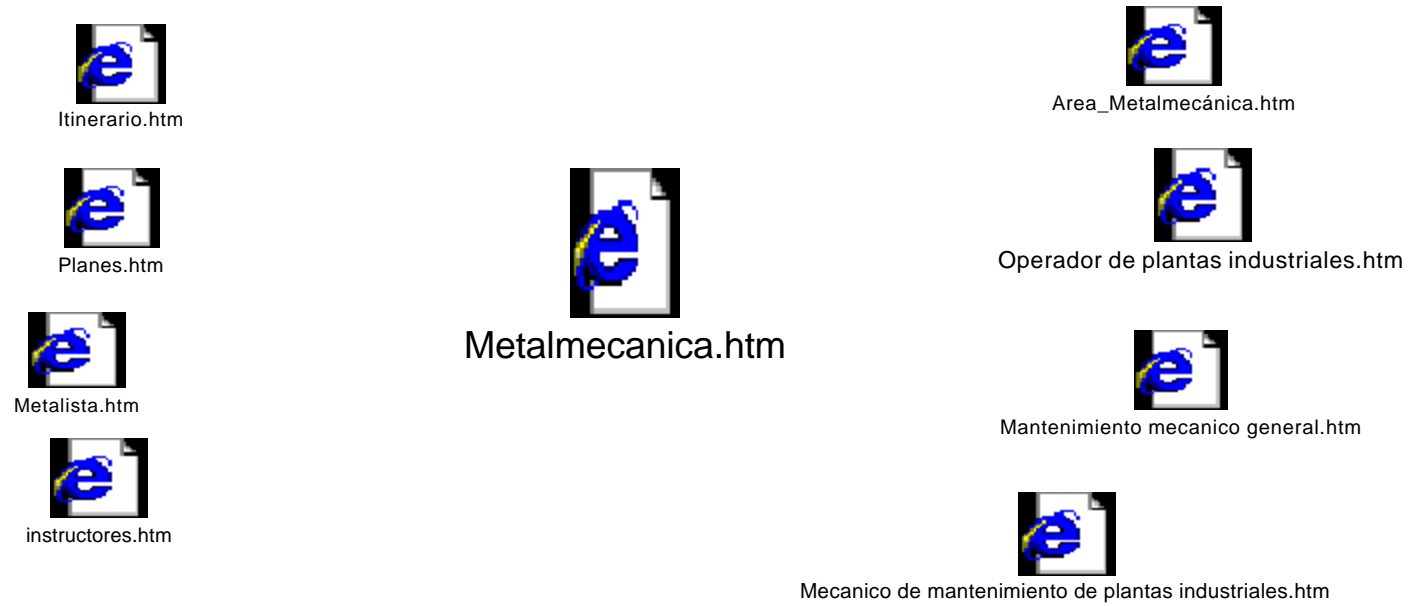 Itinerario.htm
Planes.htm
Metalista.htm
instructores.htm
Metalmecanica.htm
Area_Metalmecánica.htm
Operador de plantas industriales.htm
Mantenimiento mecanico general.htm
Mecanico de mantenimiento de plantas industriales.htm